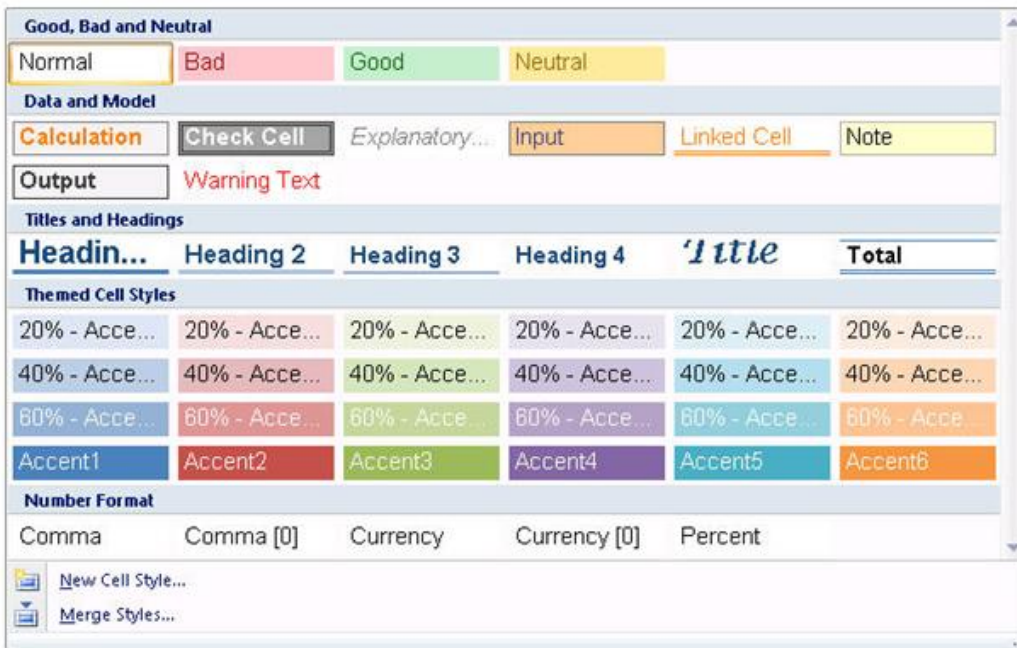 Good, Bad and Neutral
Normal Bad Good Neutral
Data and Model
Calculation Check Cell Explanatory... Input Linked Cell Note
Output Warning Text
Titles and Headings
Headin... Heading 2 Heading 3 Heading 4 Title Total
Themed Cell Styles
20% - Acce... 20% - Acce... 20% - Acce... 20% - Acce... 20% - Acce... 20% - Acce...
40% - Acce... 40% - Acce... 40% - Acce... 40% - Acce... 40% - Acce... 40% - Acce...
60% - Acce... 60% - Acce... 60% - Acce... 60% - Acce... 60% - Acce... 60% - Acce...
Accent1 Accent2 Accent3 Accent4 Accent5 Accent6
Number Format
Comma Comma [0] Currency Currency [0] Percent
New Cell Style...
Merge Styles...